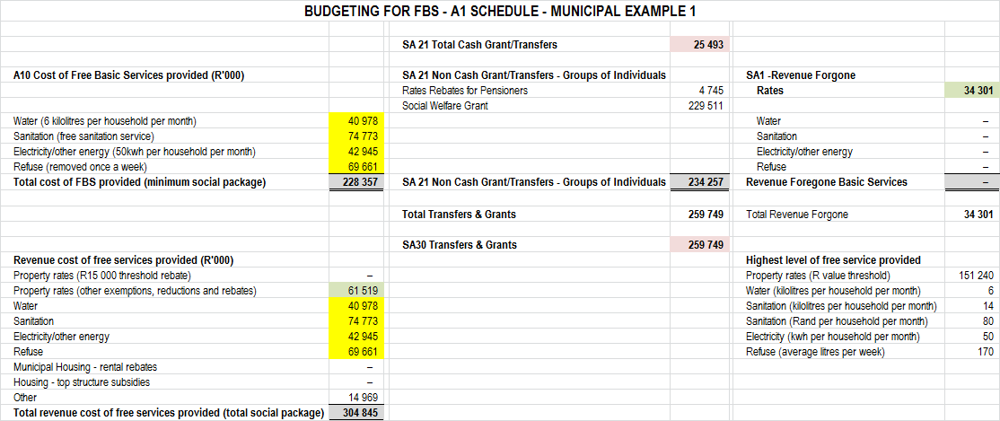 BUDGETING FOR FBS - A1 SCHEDULE - MUNICIPAL EXAMPLE 1
SA 21 Total Cash Grant/Transfers 25 493
A10 Cost of Free Basic Services provided (R'000) SA 21 Non Cash Grant/Transfers - Groups of Individuals SA1 -Revenue Forgone
Rates Rebates for Pensioners 4 745 Rates 34 301
Social Welfare Grant 229 511
Water (6 kilolitres per household per month) 40 978 Water –
Sanitation (free sanitation service) 74 773 Sanitation –
Electricity/other energy (50kwh per household per month) 42 945 Electricity/other energy –
Refuse (removed once a week) 69 661 Refuse –
Total cost of FBS provided (minimum social package) 228 357 SA 21 Non Cash Grant/Transfers - Groups of Individuals 234 257 Revenue Foregone Basic Services –
Total Transfers & Grants 259 749 Total Revenue Forgone 34 301
SA30 Transfers & Grants 259 749
Revenue cost of free services provided (R'000) Highest level of free service provided
Property rates (R15 000 threshold rebate) – Property rates (R value threshold) 151 240
Property rates (other exemptions, reductions and rebates) 61 519 Water (kilolitres per household per month) 6
Water 40 978 Sanitation (kilolitres per household per month) 14
Sanitation 74 773 Sanitation (Rand per household per month) 80
Electricity/other energy 42 945 Electricity (kwh per household per month) 50
Refuse 69 661 Refuse (average litres per week) 170
Municipal Housing - rental rebates –
Housing - top structure subsidies –
Other 14 969
Total revenue cost of free services provided (total social package) 304 845